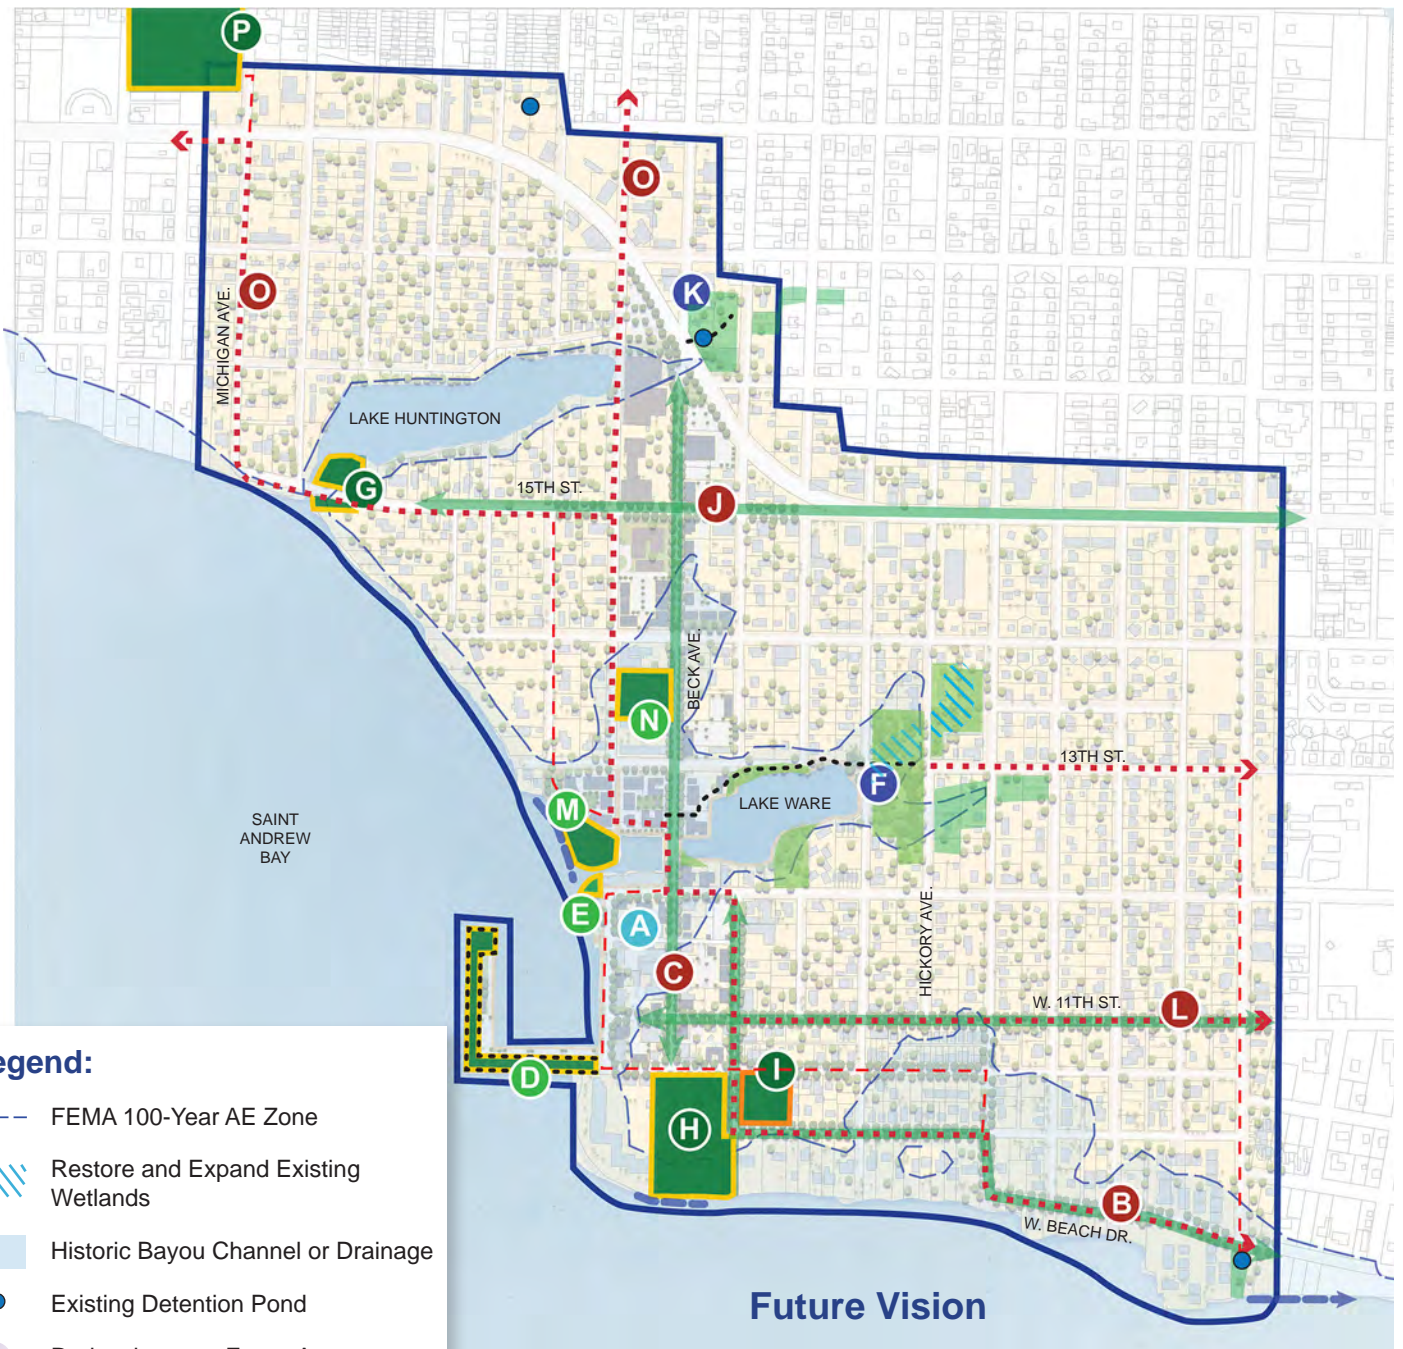 P
O
O
K
MICHIGAN AVE.
LAKE HUNTINGTON
G
15TH ST.
J
BECK AVE.
N
13TH ST.
F
M
LAKE WARE
SAINT
ANDREW
BAY
E
A
HICKORY AVE.
C
W. 11TH ST.
L
D
I
H
B
W. BEACH DR.
Future Vision
egend:
FEMA 100-Year AE Zone
Restore and Expand Existing
Wetlands
Historic Bayou Channel or Drainage
Existing Detention Pond